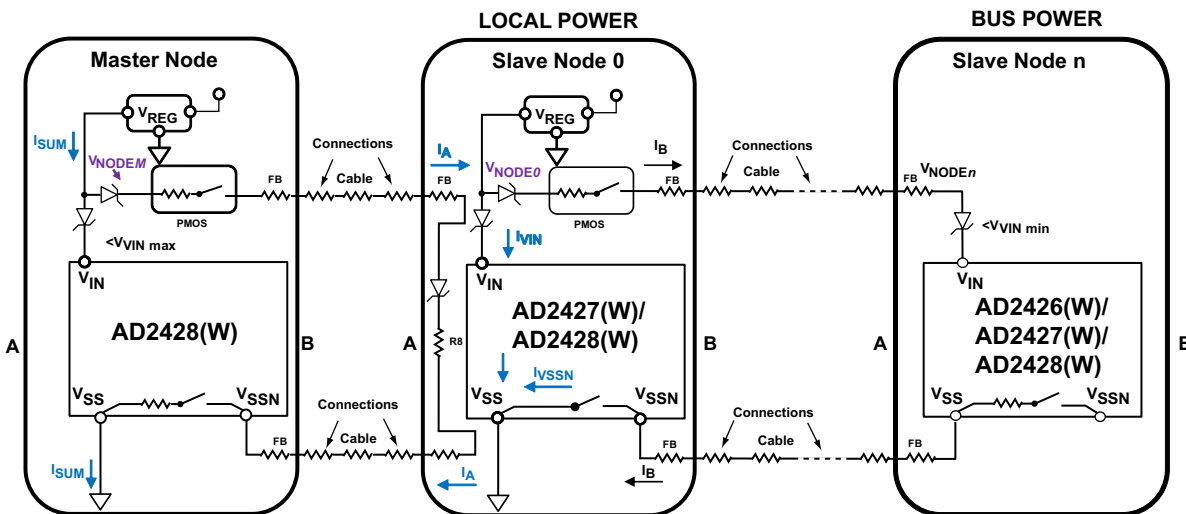 LOCAL POWER
BUS POWER
Master Node
Slave Node 0
Slave Node n
VREG
ISUM
VNODEM
PMOS
<VVIN max
VIN
AD2428(W)
A
B
VSS
VSSN
ISUM
FB
Connections
Cable
FB
FB
Connections
Cable
IA
VREG
VNODE0
PMOS
IVIN
VIN
AD2427(W)/
AD2428(W)
R8
A
B
IVSSN
VSS
VSSN
IA
IB
FB
Connections
Cable
FB
IB
FB
Connections
Cable
FB
VNODEn
<VVIN min
VIN
AD2426(W)/
AD2427(W)/
AD2428(W)
A
VSS
VSSN